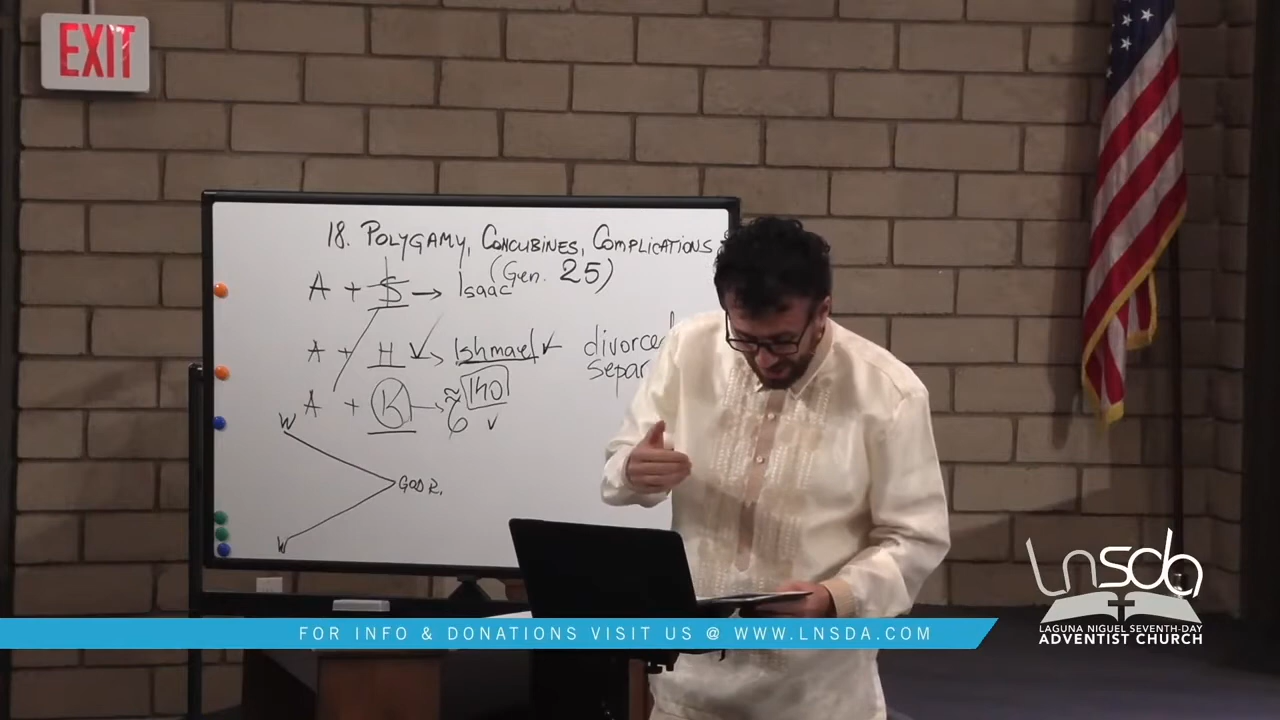 EXIT
18. POLYGAMY, CONCUBINES, COMPLICATIONS
(Gen. 25)
A + S → Isaac
A + H ✓→ Ishmael ✓ divorce
separ
A + K → ≈ 6 140
✓
W
GOD R.
W
FOR INFO & DONATIONS VISIT US @ WWW.LNSDA.COM
Lnsda
LAGUNA NIGUEL SEVENTH-DAY
ADVENTIST CHURCH